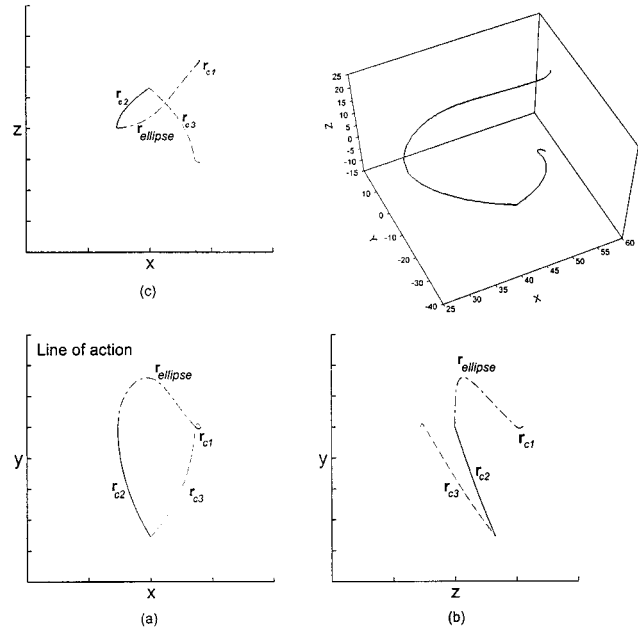 r_c1
r_c2
r_c3
r_ellipse
z
x
(c)
25
20
15
10
5
0
-5
-10
-15
z
10
0
-10
-20
-30
-40
Y
25
30
35
40
45
50
55
60
X
Line of action
r_ellipse
r_c1
y
r_c2
r_c3
x
(a)
r_ellipse
r_c1
y
r_c2
r_c3
z
(b)